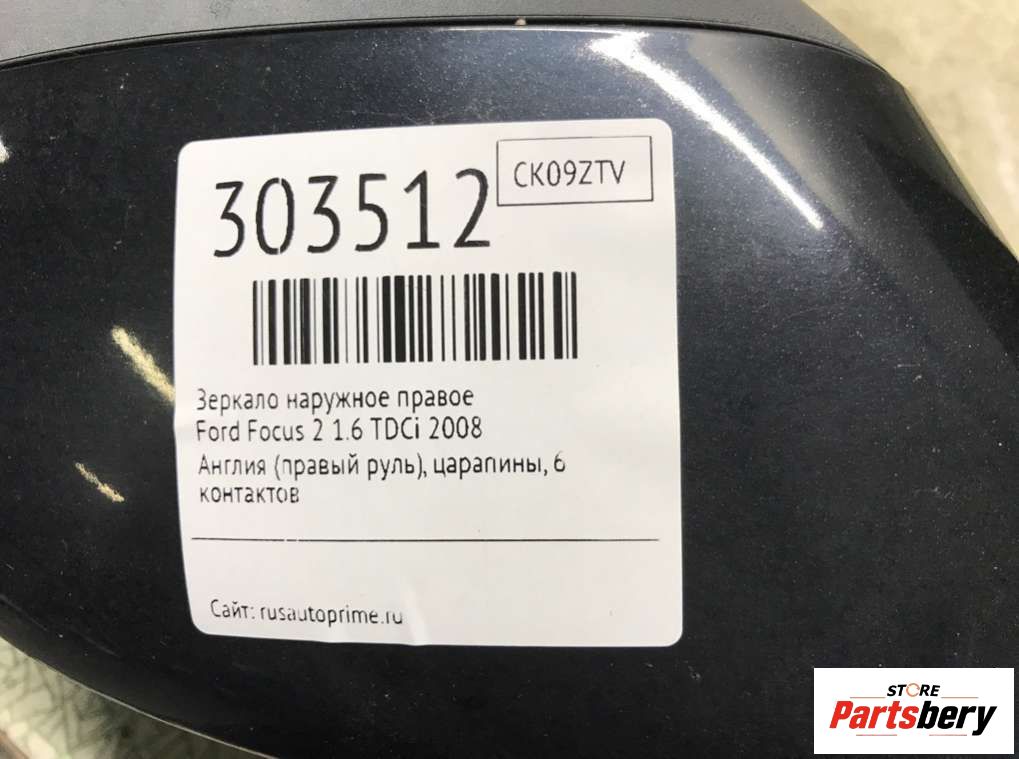 303512
CK09ZTV
Зеркало наружное правое
Ford Focus 2 1.6 TDCi 2008
Англия (правый руль), царапины, 6
контактов
Сайт: rusautoprime.ru
STORE
Partsbery